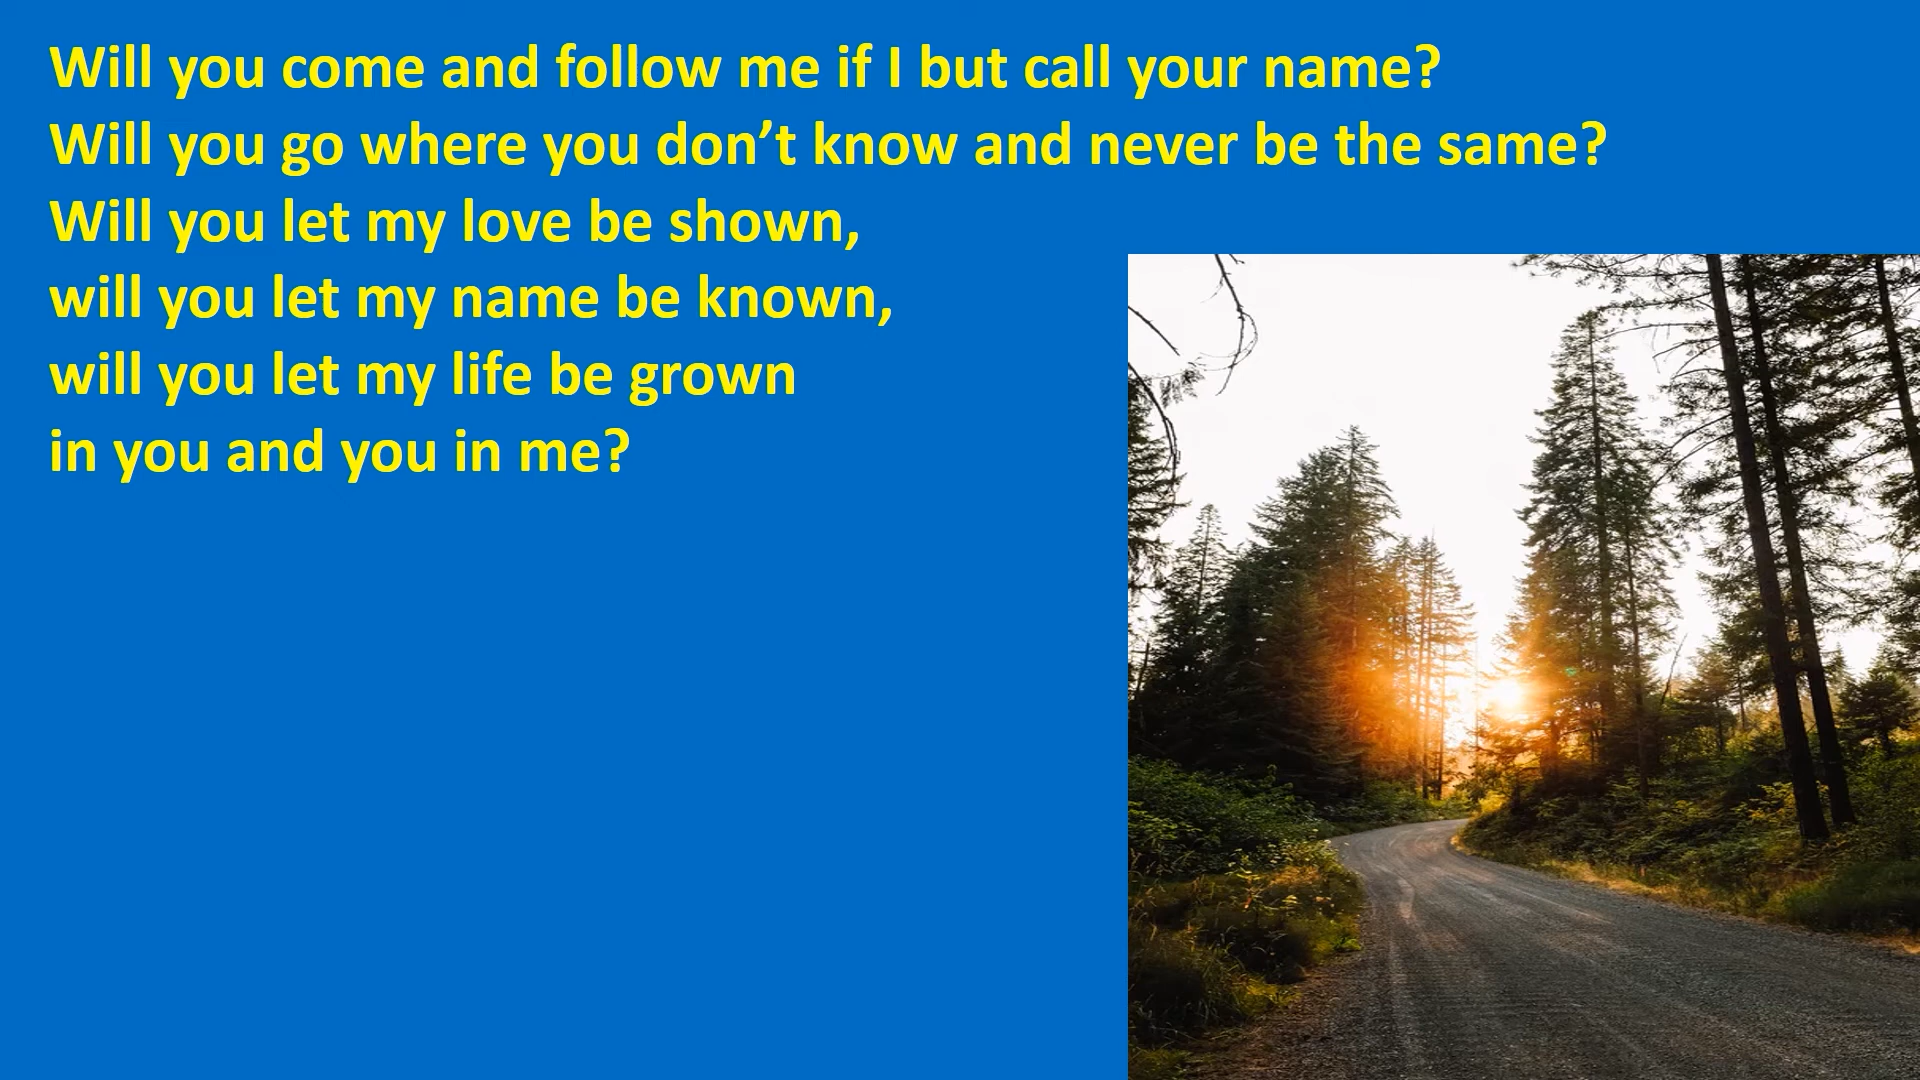 Will you come and follow me if I but call your name?
Will you go where you don’t know and never be the same?
Will you let my love be shown,
will you let my name be known,
will you let my life be grown
in you and you in me?